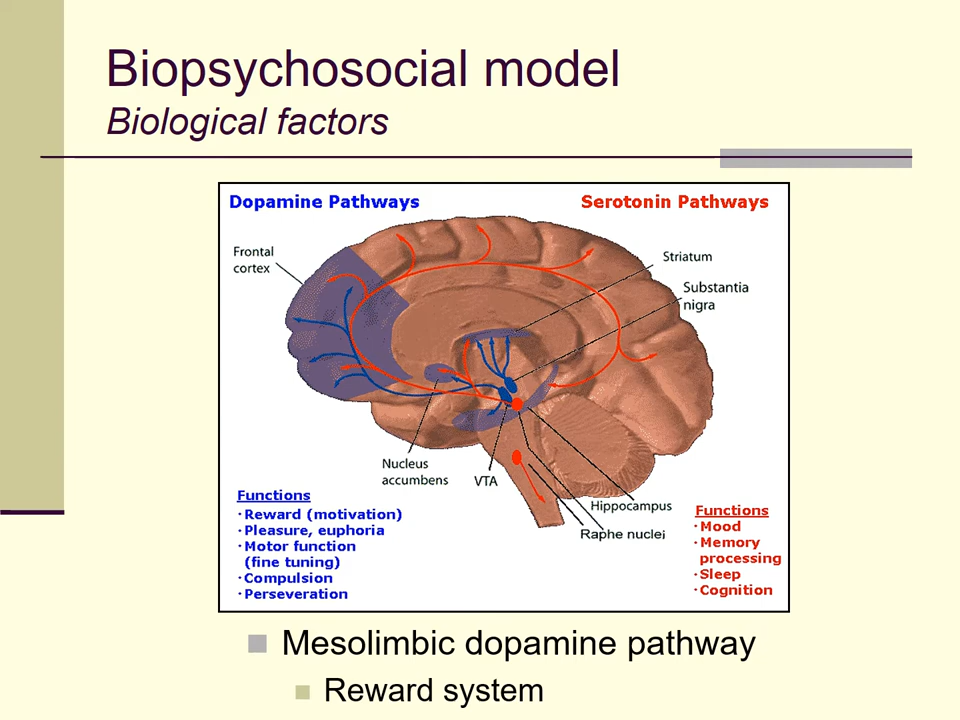 Biopsychosocial model
Biological factors
Dopamine Pathways
Serotonin Pathways
Frontal
cortex
Striatum
Substantia
nigra
Nucleus
accumbens
VTA
Hippocampus
Raphe nuclei
Functions
·Reward (motivation)
·Pleasure, euphoria
·Motor function
(fine tuning)
·Compulsion
·Perseveration
Functions
·Mood
·Memory
processing
·Sleep
·Cognition
Mesolimbic dopamine pathway
Reward system